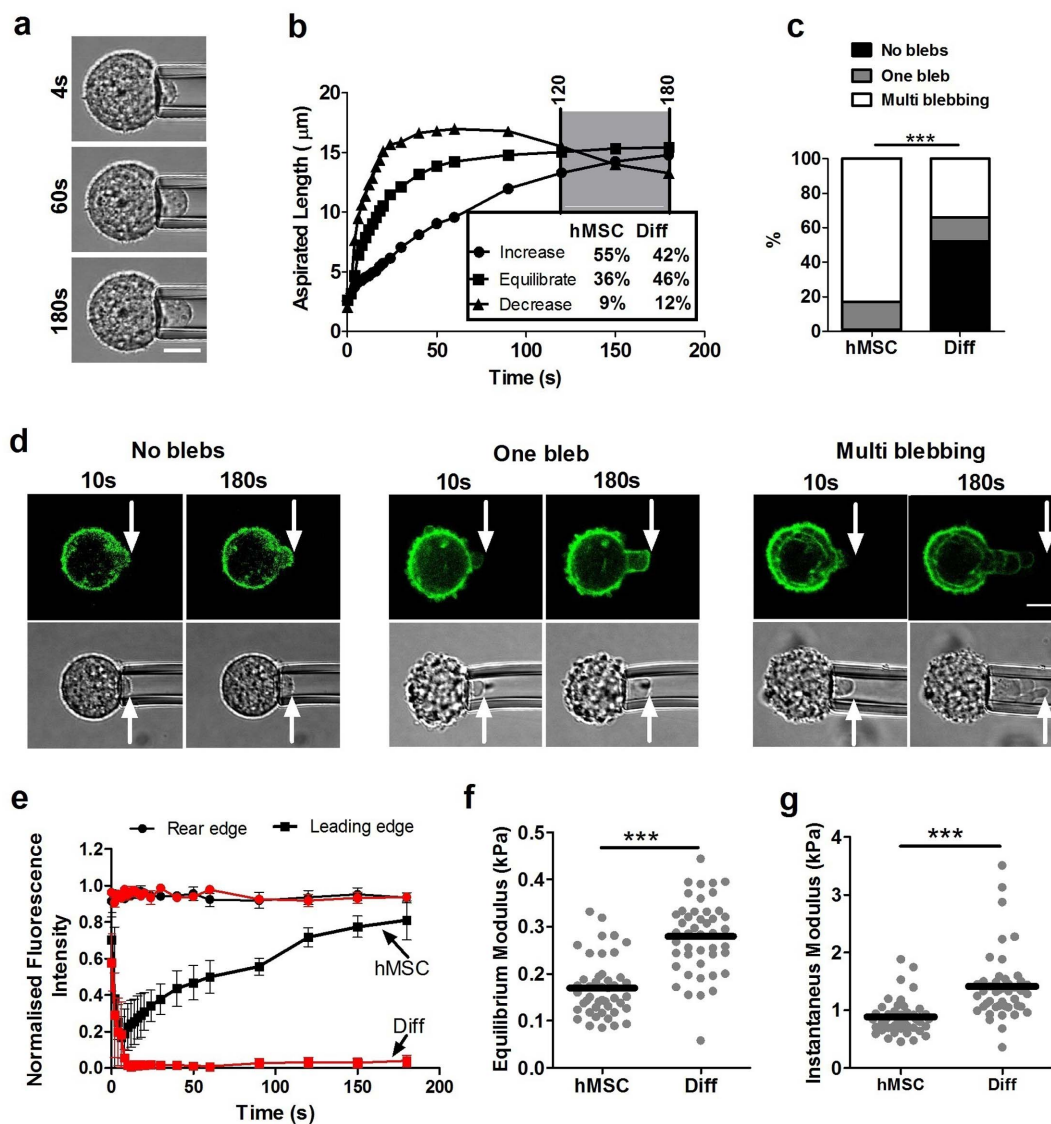 a
4s
60s
180s
b
Aspirated Length ( μm)
20
15
10
5
0
120
180
hMSC Diff
Increase 55% 42%
Equilibrate 36% 46%
Decrease 9% 12%
0 50 100 150 200
Time (s)
c
No blebs
One bleb
Multi blebbing
***
%
100
80
60
40
20
0
hMSC Diff
d
No blebs
10s 180s
One bleb
10s 180s
Multi blebbing
10s 180s
e
Rear edge Leading edge
Normalised Fluorescence
Intensity
1.2
1.0
0.8
0.6
0.4
0.2
0.0
hMSC
Diff
0 50 100 150 200
Time (s)
f
Equilibrium Modulus (kPa)
0.5
0.4
0.3
0.2
0.1
0.0
***
hMSC Diff
g
Instantaneus Modulus (kPa)
4
3
2
1
0
***
hMSC Diff